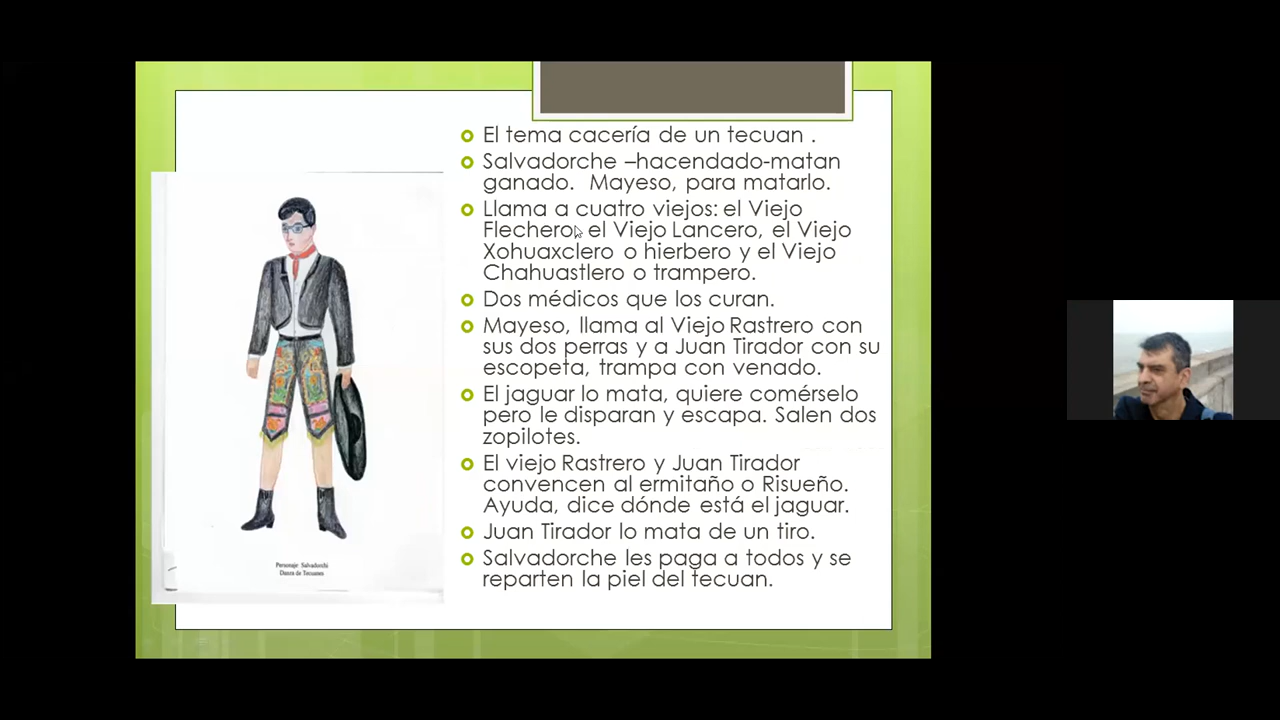 El tema cacería de un tecuan .
Salvadorche –hacendado-matan
ganado.  Mayeso, para matarlo.
Llama a cuatro viejos: el Viejo
Flechero, el Viejo Lancero, el Viejo
Xohuaxclero o hierbero y el Viejo
Chahuastlero o trampero.
Dos médicos que los curan.
Mayeso, llama al Viejo Rastrero con
sus dos perras y a Juan Tirador con su
escopeta, trampa con venado.
El jaguar lo mata, quiere comérselo
pero le disparan y escapa. Salen dos
zopilotes.
El viejo Rastrero y Juan Tirador
convencen al ermitaño o Risueño.
Ayuda, dice dónde está el jaguar.
Juan Tirador lo mata de un tiro.
Salvadorche les paga a todos y se
reparten la piel del tecuan.
Personaje Salvadorchi
Danza de Tecuanes